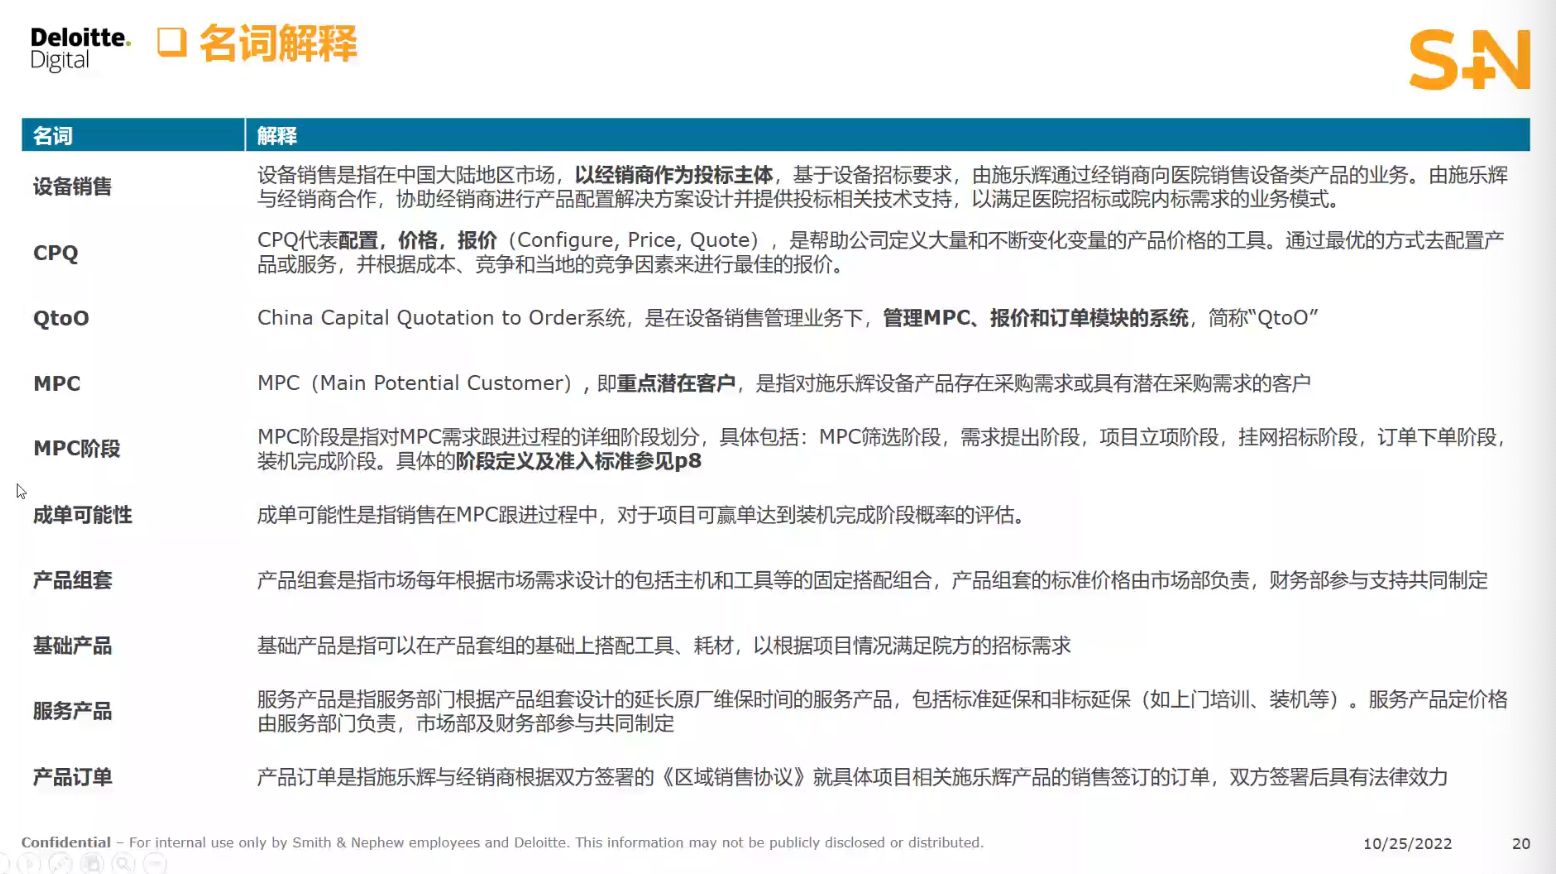 Deloitte.
Digital
名词解释
S+N
名词 解释
设备销售 设备销售是指在中国大陆地区市场，以经销商作为投标主体，基于设备招标要求，由施乐辉通过经销商向医院销售设备类产品的业务。由施乐辉
与经销商合作，协助经销商进行产品配置解决方案设计并提供投标相关技术支持，以满足医院招标或院内标需求的业务模式。
CPQ CPQ代表配置，价格，报价（Configure, Price, Quote），是帮助公司定义大量和不断变化变量的产品价格的工具。通过最优的方式去配置产
品或服务，并根据成本、竞争和当地的竞争因素来进行最佳的报价。
QtoO China Capital Quotation to Order系统，是在设备销售管理业务下，管理MPC、报价和订单模块的系统，简称“QtoO”
MPC MPC（Main Potential Customer）, 即重点潜在客户，是指对施乐辉设备产品存在采购需求或具有潜在采购需求的客户
MPC阶段 MPC阶段是指对MPC需求跟进过程的详细阶段划分，具体包括：MPC筛选阶段，需求提出阶段，项目立项阶段，挂网招标阶段，订单下单阶段，
装机完成阶段。具体的阶段定义及准入标准参见p8
成单可能性 成单可能性是指销售在MPC跟进过程中，对于项目可赢单达到装机完成阶段概率的评估。
产品组套 产品组套是指市场每年根据市场需求设计的包括主机和工具等的固定搭配组合，产品组套的标准价格由市场部负责，财务部参与支持共同制定
基础产品 基础产品是指可以在产品套组的基础上搭配工具、耗材，以根据项目情况满足院方的招标需求
服务产品 服务产品是指服务部门根据产品组套设计的延长原厂维保时间的服务产品，包括标准延保和非标延保（如上门培训、装机等）。服务产品定价格
由服务部门负责，市场部及财务部参与共同制定
产品订单 产品订单是指施乐辉与经销商根据双方签署的《区域销售协议》就具体项目相关施乐辉产品的销售签订的订单，双方签署后具有法律效力
Confidential – For internal use only by Smith & Nephew employees and Deloitte. This information may not be publicly disclosed or distributed. 10/25/2022 20